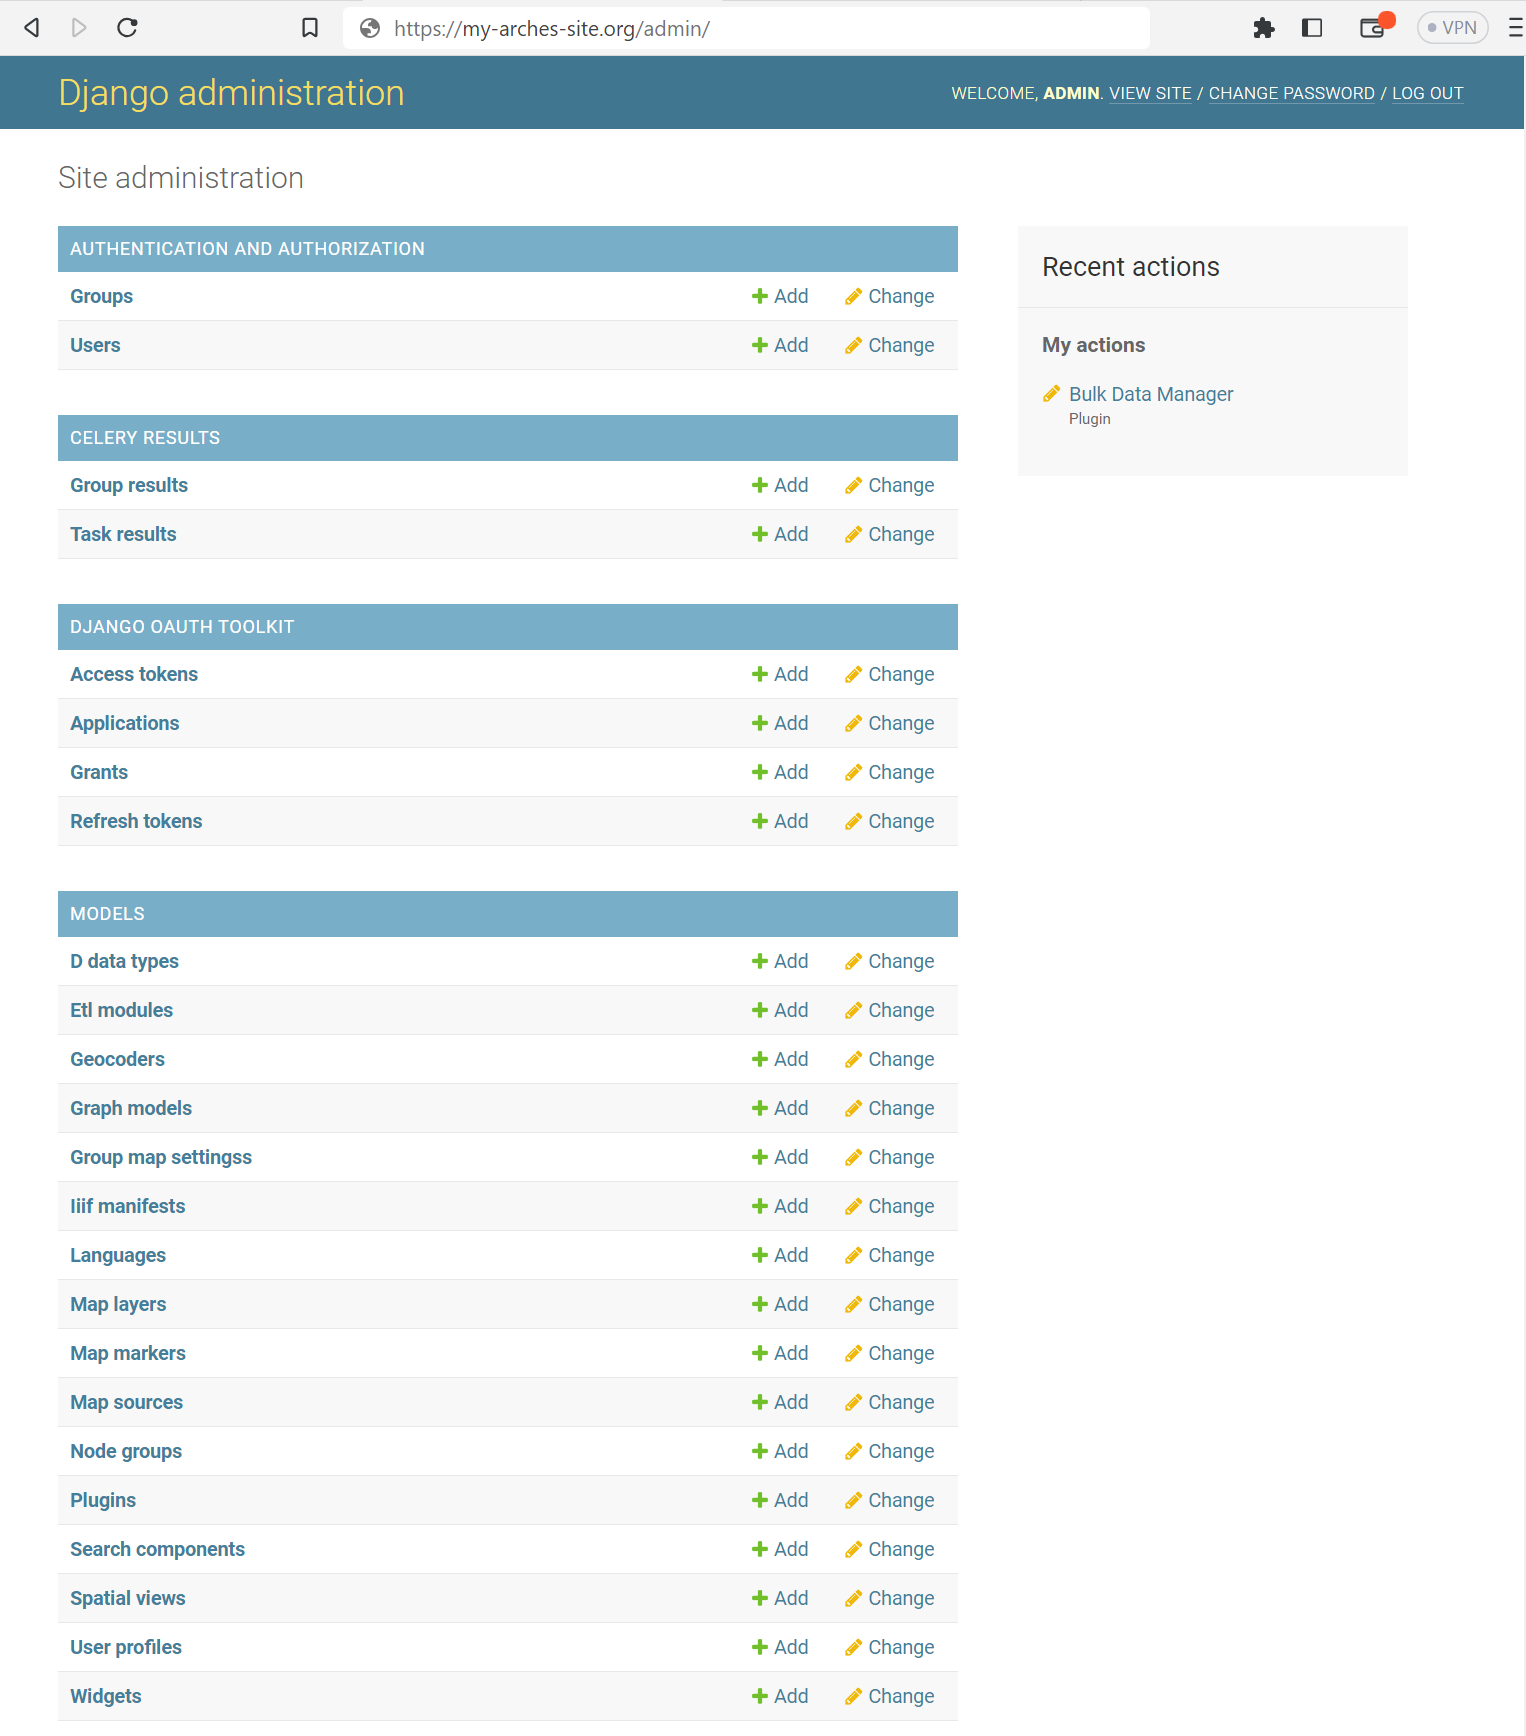 https://my-arches-site.org/admin/
VPN
Django administration
WELCOME, ADMIN. VIEW SITE / CHANGE PASSWORD / LOG OUT
Site administration
AUTHENTICATION AND AUTHORIZATION
Groups Add Change
Users Add Change
CELERY RESULTS
Group results Add Change
Task results Add Change
DJANGO OAUTH TOOLKIT
Access tokens Add Change
Applications Add Change
Grants Add Change
Refresh tokens Add Change
MODELS
D data types Add Change
Etl modules Add Change
Geocoders Add Change
Graph models Add Change
Group map settingss Add Change
Iiif manifests Add Change
Languages Add Change
Map layers Add Change
Map markers Add Change
Map sources Add Change
Node groups Add Change
Plugins Add Change
Search components Add Change
Spatial views Add Change
User profiles Add Change
Widgets Add Change
Recent actions
My actions
Bulk Data Manager
Plugin